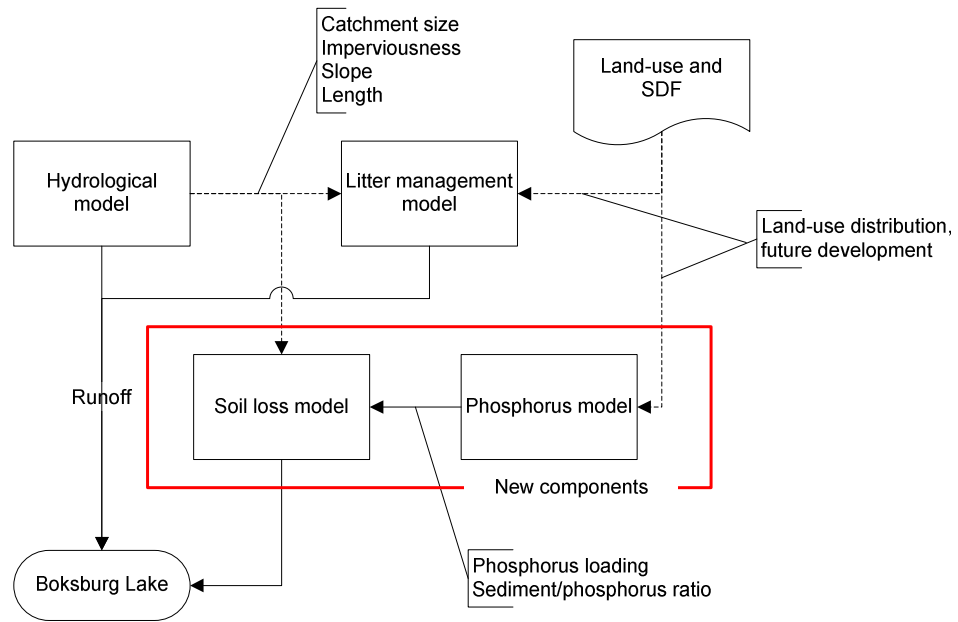 Catchment size
Imperviousness
Slope
Length
Land-use and
SDF
Hydrological
model
Litter management
model
Land-use distribution,
future development
Runoff
Soil loss model
Phosphorus model
New components
Phosphorus loading
Sediment/phosphorus ratio
Boksburg Lake